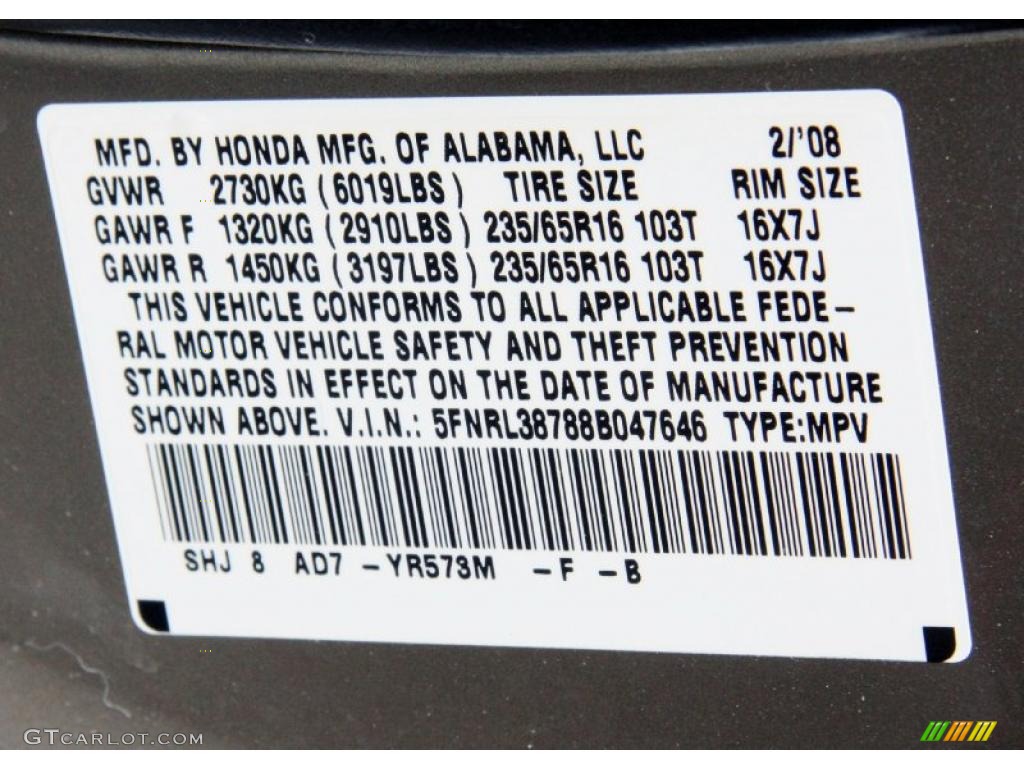 MFD. BY HONDA MFG. OF ALABAMA, LLC 2/'08
GVWR 2730KG (6019LBS) TIRE SIZE RIM SIZE
GAWR F 1320KG (2910LBS) 235/65R16 103T 16X7J
GAWR R 1450KG (3197LBS) 235/65R16 103T 16X7J
THIS VEHICLE CONFORMS TO ALL APPLICABLE FEDE–
RAL MOTOR VEHICLE SAFETY AND THEFT PREVENTION
STANDARDS IN EFFECT ON THE DATE OF MANUFACTURE
SHOWN ABOVE. V.I.N.: 5FNRL38788B047646 TYPE:MPV
SHJ 8 AD7 –YR573M –F –B
GTCARLOT.COM